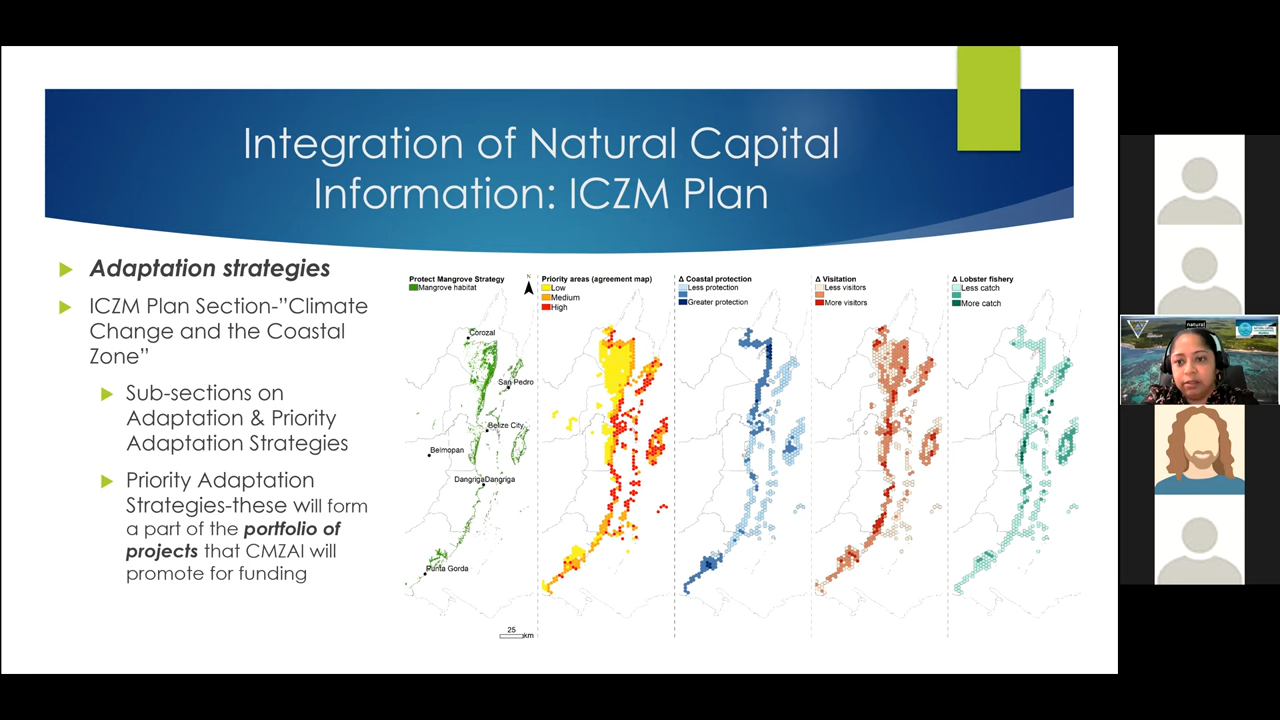 Integration of Natural Capital
Information: ICZM Plan
Adaptation strategies
ICZM Plan Section-”Climate
Change and the Coastal
Zone”
Sub-sections on
Adaptation & Priority
Adaptation Strategies
Priority Adaptation
Strategies-these will form
a part of the portfolio of
projects that CMZAI will
promote for funding
Protect Mangrove Strategy
Mangrove habitat
N
Corozal
San Pedro
Belize City
Belmopan
DangrigaDangriga
Punta Gorda
25
km
Priority areas (agreement map)
Low
Medium
High
Δ Coastal protection
Less protection
Greater protection
Δ Visitation
Less visitors
More visitors
Δ Lobster fishery
Less catch
More catch
natural